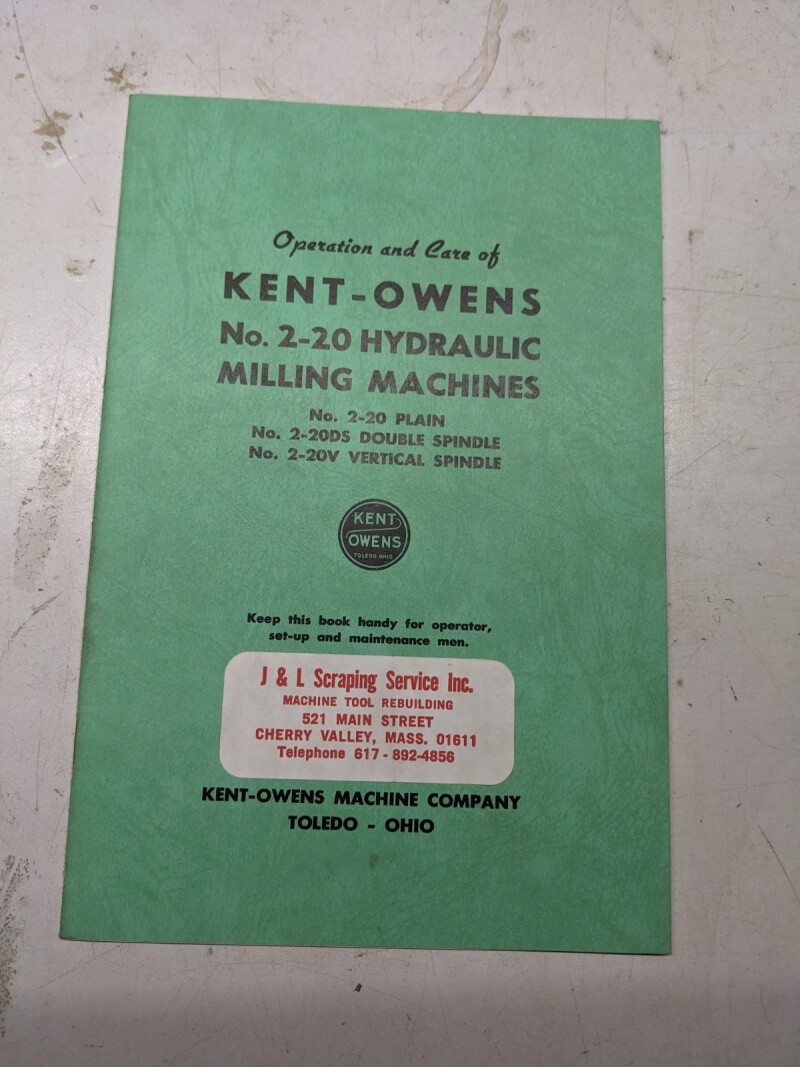 Operation and Care of
KENT-OWENS
No. 2-20 HYDRAULIC
MILLING MACHINES
No. 2-20 PLAIN
No. 2-20DS DOUBLE SPINDLE
No. 2-20V VERTICAL SPINDLE
KENT
OWENS
TOLEDO OHIO
Keep this book handy for operator,
set-up and maintenance men.
J & L Scraping Service Inc.
MACHINE TOOL REBUILDING
521 MAIN STREET
CHERRY VALLEY, MASS. 01611
Telephone 617-892-4856
KENT-OWENS MACHINE COMPANY
TOLEDO - OHIO